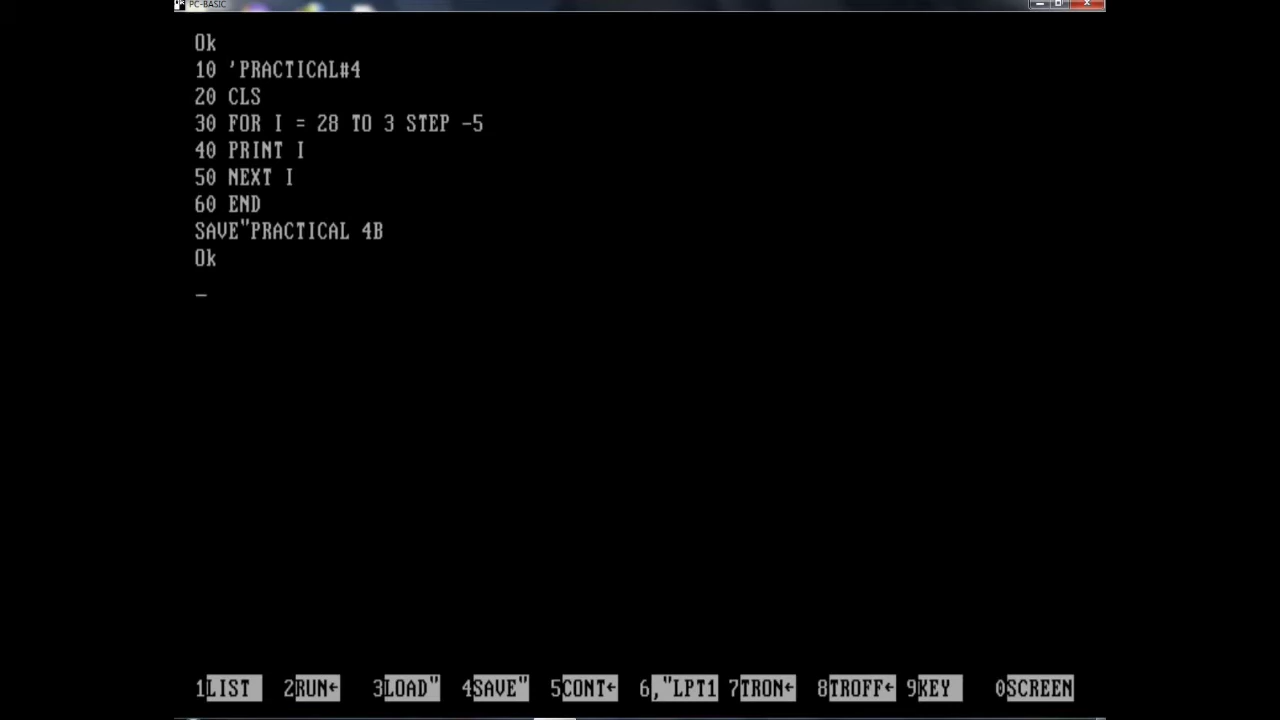 PC-BASIC
Ok
10 'PRACTICAL#4
20 CLS
30 FOR I = 28 TO 3 STEP -5
40 PRINT I
50 NEXT I
60 END
SAVE"PRACTICAL 4B
Ok
_
1LIST 2RUN← 3LOAD" 4SAVE" 5CONT← 6,"LPT1 7TRON← 8TROFF← 9KEY 0SCREEN